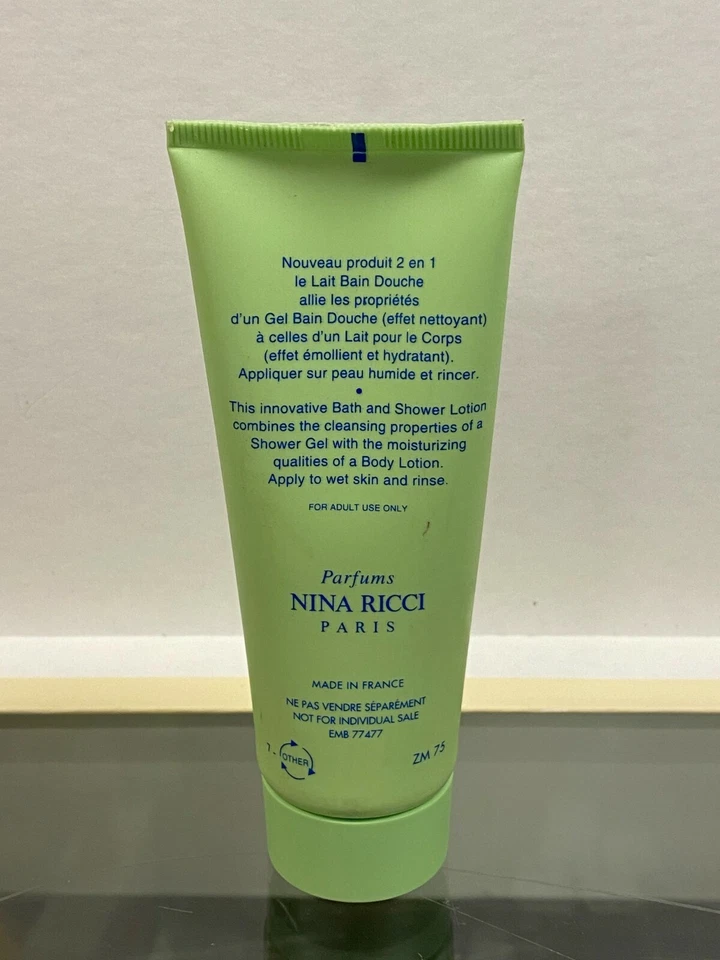 Nouveau produit 2 en 1
le Lait Bain Douche
allie les propriétés
d'un Gel Bain Douche (effet nettoyant)
à celles d'un Lait pour le Corps
(effet émollient et hydratant).
Appliquer sur peau humide et rincer.
•
This innovative Bath and Shower Lotion
combines the cleansing properties of a
Shower Gel with the moisturizing
qualities of a Body Lotion.
Apply to wet skin and rinse.
FOR ADULT USE ONLY
Parfums
NINA RICCI
PARIS
MADE IN FRANCE
NE PAS VENDRE SÉPARÉMENT
NOT FOR INDIVIDUAL SALE
EMB 77477
7. OTHER ZM 75